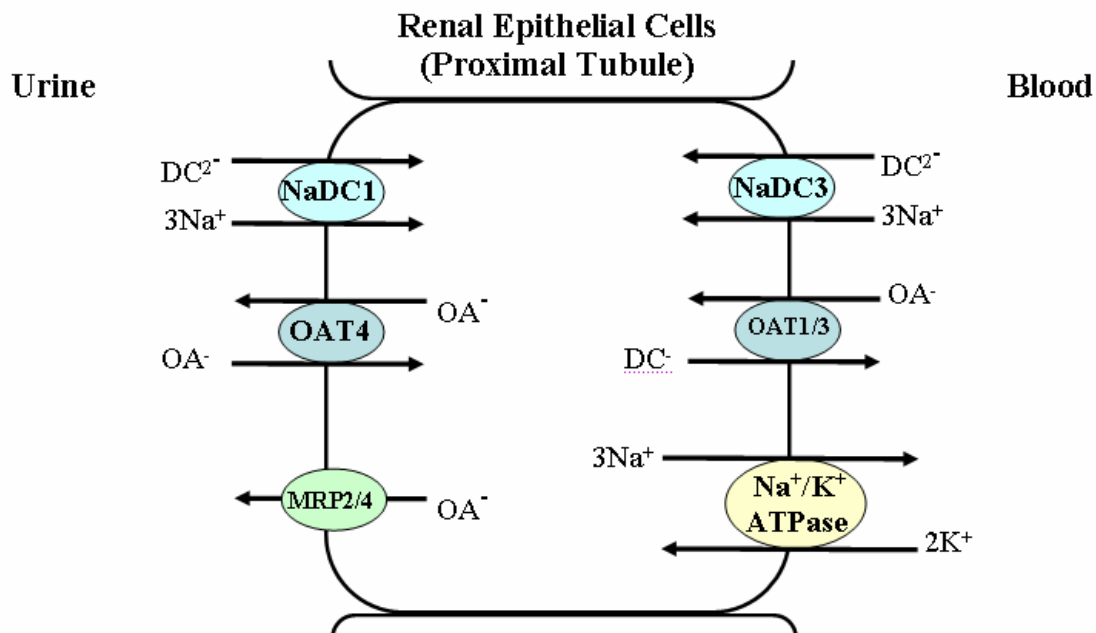 Renal Epithelial Cells
(Proximal Tubule)
Urine
Blood
DC²⁻
NaDC1
3Na⁺
OA⁻
OAT4
OA⁻
MRP2/4
OA⁻
DC²⁻
NaDC3
3Na⁺
OA⁻
OAT1/3
DC⁻
3Na⁺
Na⁺/K⁺
ATPase
2K⁺